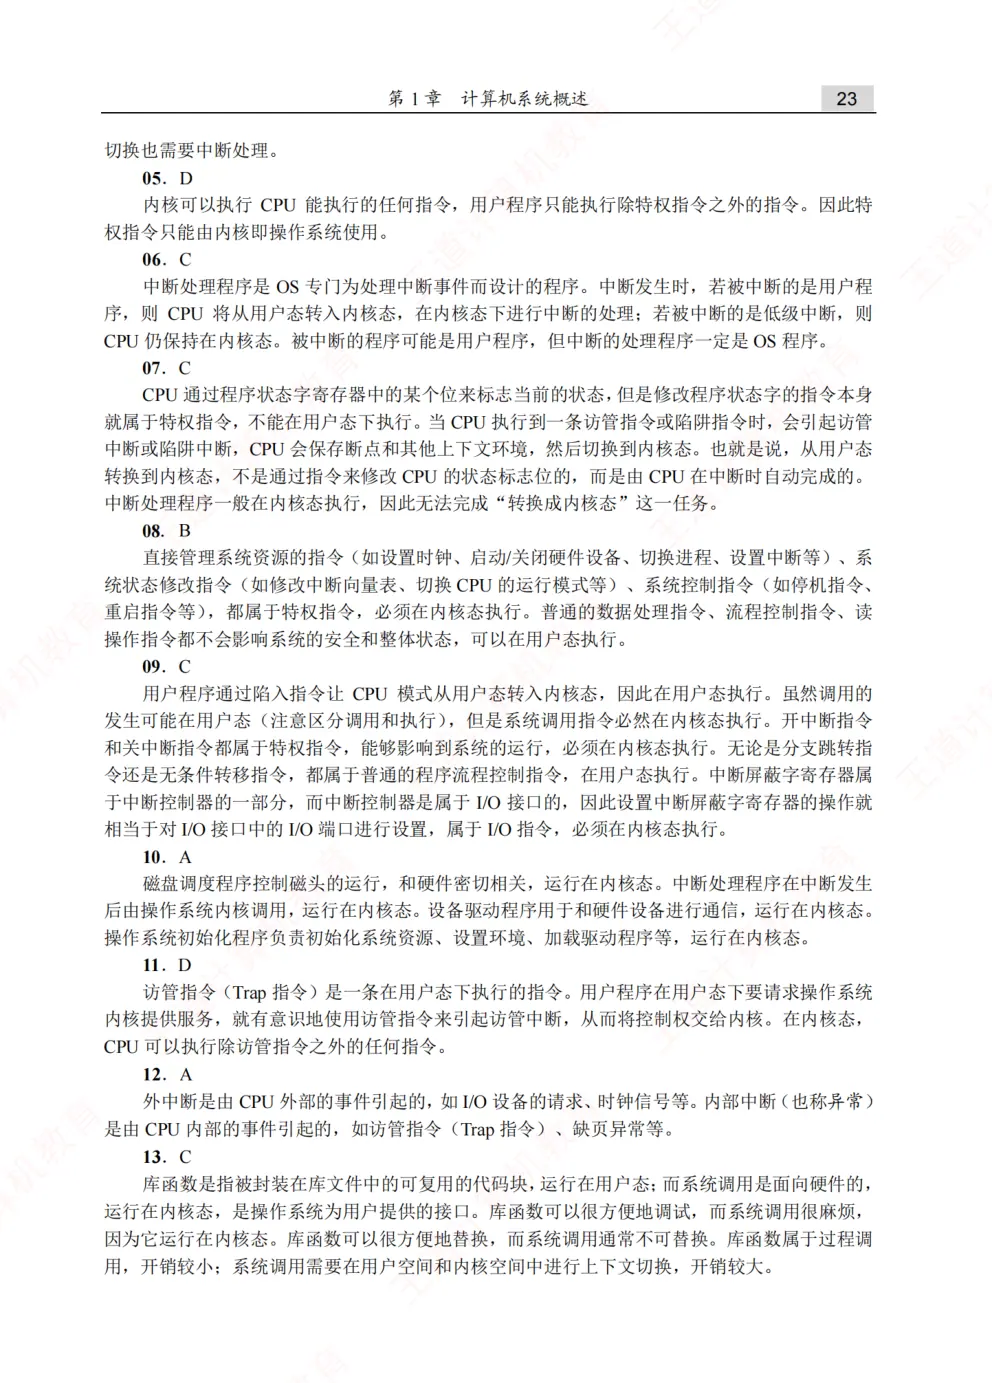 第 1 章　计算机系统概述
23
切换也需要中断处理。
05. D
内核可以执行 CPU 能执行的任何指令，用户程序只能执行除特权指令之外的指令。因此特
权指令只能由内核即操作系统使用。
06. C
中断处理程序是 OS 专门为处理中断事件而设计的程序。中断发生时，若被中断的是用户程
序，则 CPU 将从用户态转入内核态，在内核态下进行中断的处理；若被中断的是低级中断，则
CPU 仍保持在内核态。被中断的程序可能是用户程序，但中断的处理程序一定是 OS 程序。
07. C
CPU 通过程序状态字寄存器中的某个位来标志当前的状态，但是修改程序状态字的指令本身
就属于特权指令，不能在用户态下执行。当 CPU 执行到一条访管指令或陷阱指令时，会引起访管
中断或陷阱中断，CPU 会保存断点和其他上下文环境，然后切换到内核态。也就是说，从用户态
转换到内核态，不是通过指令来修改 CPU 的状态标志位的，而是由 CPU 在中断时自动完成的。
中断处理程序一般在内核态执行，因此无法完成“转换成内核态”这一任务。
08. B
直接管理系统资源的指令（如设置时钟、启动/关闭硬件设备、切换进程、设置中断等）、系
统状态修改指令（如修改中断向量表、切换 CPU 的运行模式等）、系统控制指令（如停机指令、
重启指令等），都属于特权指令，必须在内核态执行。普通的数据处理指令、流程控制指令、读
操作指令都不会影响系统的安全和整体状态，可以在用户态执行。
09. C
用户程序通过陷入指令让 CPU 模式从用户态转入内核态，因此在用户态执行。虽然调用的
发生可能在用户态（注意区分调用和执行），但是系统调用指令必然在内核态执行。开中断指令
和关中断指令都属于特权指令，能够影响到系统的运行，必须在内核态执行。无论是分支跳转指
令还是无条件转移指令，都属于普通的程序流程控制指令，在用户态执行。中断屏蔽字寄存器属
于中断控制器的一部分，而中断控制器是属于 I/O 接口的，因此设置中断屏蔽字寄存器的操作就
相当于对 I/O 接口中的 I/O 端口进行设置，属于 I/O 指令，必须在内核态执行。
10. A
磁盘调度程序控制磁头的运行，和硬件密切相关，运行在内核态。中断处理程序在中断发生
后由操作系统内核调用，运行在内核态。设备驱动程序用于和硬件设备进行通信，运行在内核态。
操作系统初始化程序负责初始化系统资源、设置环境、加载驱动程序等，运行在内核态。
11. D
访管指令（Trap 指令）是一条在用户态下执行的指令。用户程序在用户态下要请求操作系统
内核提供服务，就有意识地使用访管指令来引起访管中断，从而将控制权交给内核。在内核态，
CPU 可以执行除访管指令之外的任何指令。
12. A
外中断是由 CPU 外部的事件引起的，如 I/O 设备的请求、时钟信号等。内部中断（也称异常）
是由 CPU 内部的事件引起的，如访管指令（Trap 指令）、缺页异常等。
13. C
库函数是指被封装在库文件中的可复用的代码块，运行在用户态；而系统调用是面向硬件的，
运行在内核态，是操作系统为用户提供的接口。库函数可以很方便地调试，而系统调用很麻烦，
因为它运行在内核态。库函数可以很方便地替换，而系统调用通常不可替换。库函数属于过程调
用，开销较小；系统调用需要在用户空间和内核空间中进行上下文切换，开销较大。